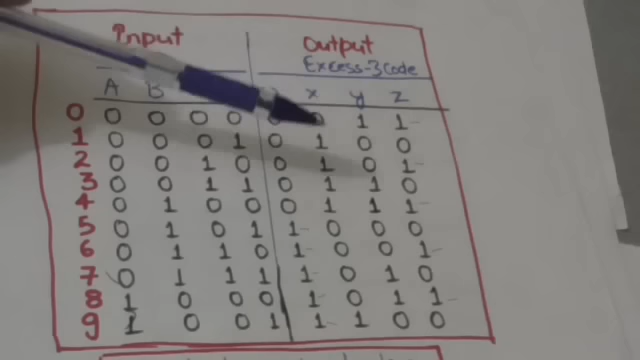 Input Output
Excess-3 Code
A B x y z
0 0 0 0 0 0 0 1 1
1 0 0 0 1 0 1 0 0
2 0 0 1 0 0 1 0 1
3 0 0 1 1 0 1 1 0
4 0 1 0 0 0 1 1 1
5 0 1 0 1 1 0 0 0
6 0 1 1 0 1 0 0 1
7 0 1 1 1 1 0 1 0
8 1 0 0 0 1 0 1 1
9 1 0 0 1 1 1 0 0